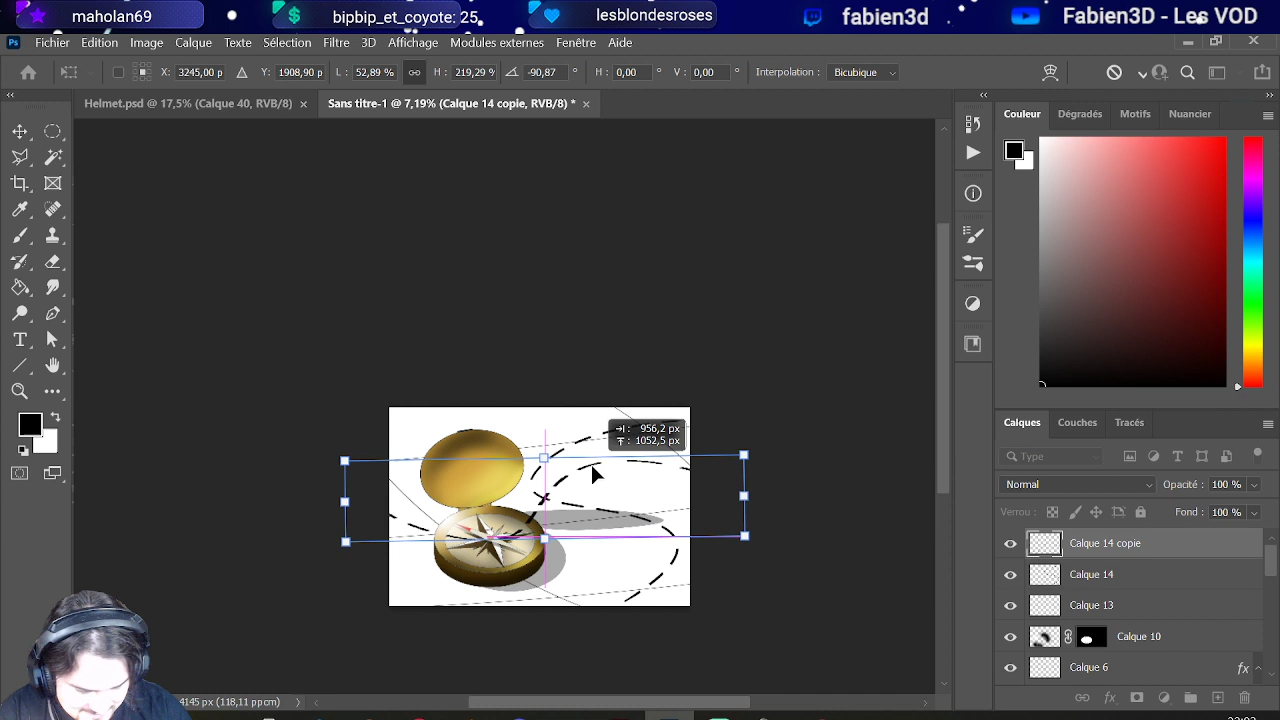 maholan69
bipbip_et_coyote: 25
lesblondesroses
fabien3d
Fabien3D - Les VOD
Ps Fichier Edition Image Calque Texte Sélection Filtre 3D Affichage Modules externes Fenêtre Aide
X: 3245,00 p Y: 1908,90 p L: 52,89 % H: 219,29 % -90,87 ° H: 0,00 ° V: 0,00 ° Interpolation : Bicubique
Helmet.psd @ 17,5% (Calque 40, RVB/8) ×
Sans titre-1 @ 7,19% (Calque 14 copie, RVB/8) * ×
Couleur Dégradés Motifs Nuancier
956,2 px
1052,5 px
Calques Couches Tracés
Type
Normal Opacité : 100 %
Verrou : Fond : 100 %
Calque 14 copie
Calque 14
Calque 13
Calque 10
Calque 6 fx
4145 px (118,11 ppcm)
fx